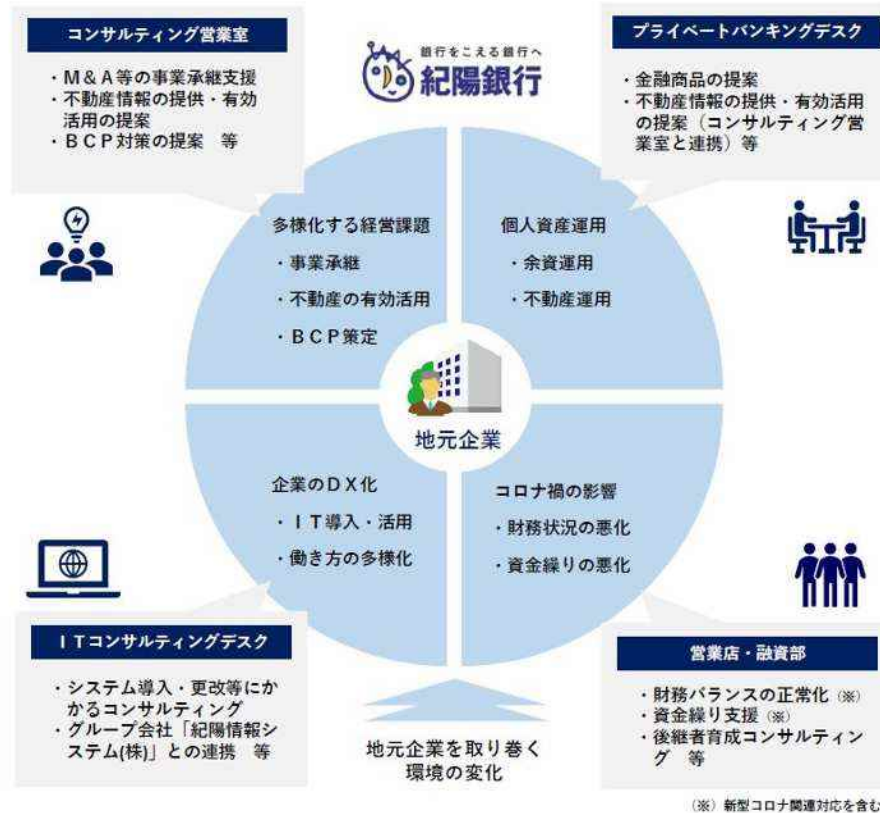 コンサルティング営業室
・Ｍ＆Ａ等の事業承継支援
・不動産情報の提供・有効
活用の提案
・ＢＣＰ対策の提案　等
銀行をこえる銀行へ
紀陽銀行
プライベートバンキングデスク
・金融商品の提案
・不動産情報の提供・有効活用
の提案（コンサルティング営
業室と連携）等
多様化する経営課題
・事業承継
・不動産の有効活用
・ＢＣＰ策定
個人資産運用
・余資運用
・不動産運用
地元企業
企業のＤＸ化
・ＩＴ導入・活用
・働き方の多様化
コロナ禍の影響
・財務状況の悪化
・資金繰りの悪化
ＩＴコンサルティングデスク
・システム導入・更改等にか
かるコンサルティング
・グループ会社「紀陽情報シ
ステム(株)」との連携　等
地元企業を取り巻く
環境の変化
営業店・融資部
・財務バランスの正常化（※）
・資金繰り支援（※）
・後継者育成コンサルティン
グ　等
（※）新型コロナ関連対応を含む